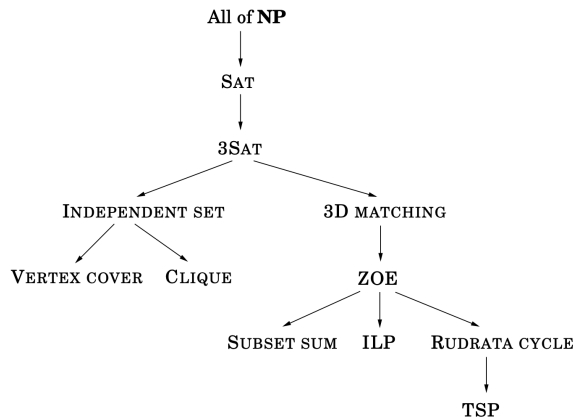 All of NP
SAT
3SAT
INDEPENDENT SET 3D MATCHING
VERTEX COVER CLIQUE ZOE
SUBSET SUM ILP RUDRATA CYCLE
TSP